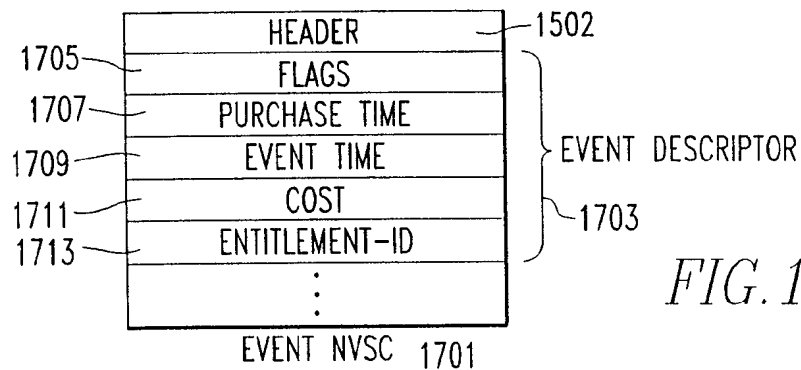 HEADER 1502
1705 FLAGS
1707 PURCHASE TIME
1709 EVENT TIME EVENT DESCRIPTOR
1711 COST 1703
1713 ENTITLEMENT-ID
FIG. 1
EVENT NVSC 1701